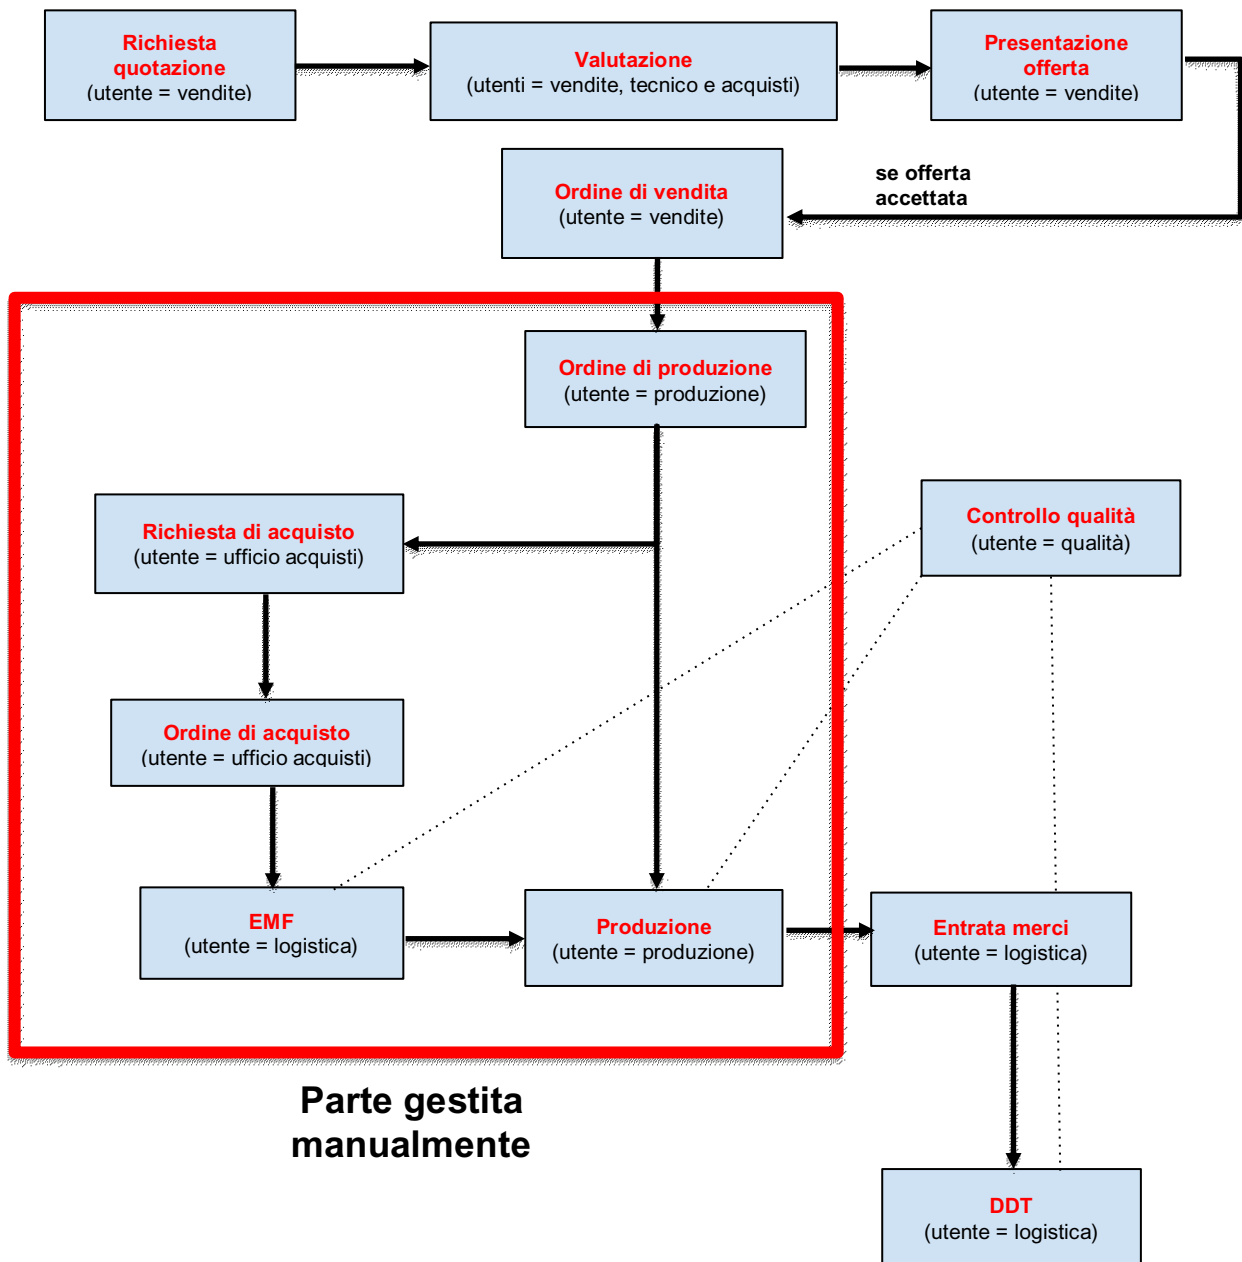 Richiesta
quotazione
(utente = vendite)
Valutazione
(utenti = vendite, tecnico e acquisti)
Presentazione
offerta
(utente = vendite)
se offerta
accettata
Ordine di vendita
(utente = vendite)
Ordine di produzione
(utente = produzione)
Richiesta di acquisto
(utente = ufficio acquisti)
Controllo qualità
(utente = qualità)
Ordine di acquisto
(utente = ufficio acquisti)
EMF
(utente = logistica)
Produzione
(utente = produzione)
Entrata merci
(utente = logistica)
Parte gestita
manualmente
DDT
(utente = logistica)